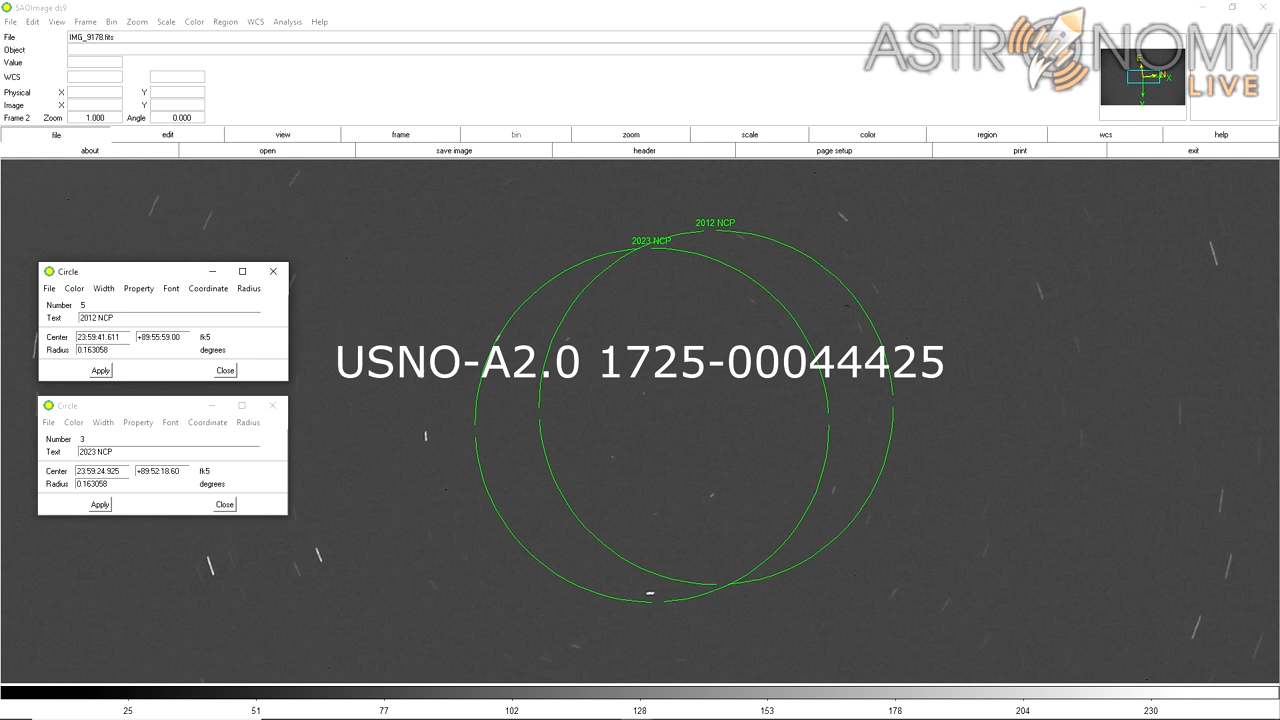 SAOImage ds9
File Edit View Frame Bin Zoom Scale Color Region WCS Analysis Help
File IMG_9178.fits
Object
Value
WCS
Physical X Y
Image X Y
Frame 2 Zoom 1.000 Angle 0.000
ASTRONOMY
LIVE
E
N
X
Y
file edit view frame bin zoom scale color region wcs help
about open save image header page setup print exit
2012 NCP
2023 NCP
Circle
File Color Width Property Font Coordinate Radius
Number 5
Text 2012 NCP
Center 23:59:41.611 +89:55:59.00 fk5
Radius 0.163058 degrees
Apply Close
USNO-A2.0 1725-00044425
Circle
File Color Width Property Font Coordinate Radius
Number 3
Text 2023 NCP
Center 23:59:24.925 +89:52:18.60 fk5
Radius 0.163058 degrees
Apply Close
25 51 77 102 128 153 178 204 230